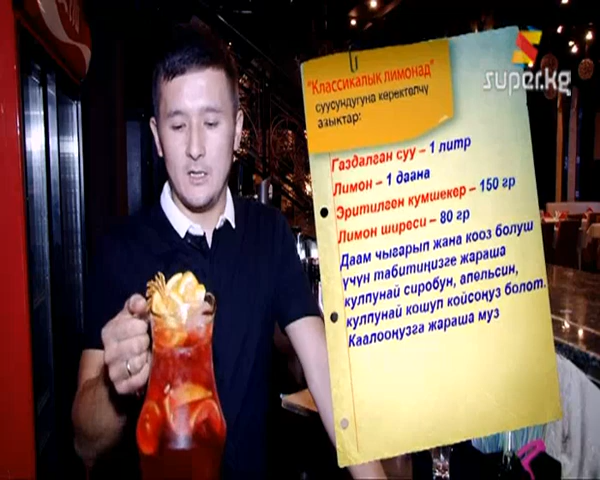 super.kg
"Классикалык лимонад"
суусундугуна керектелчү
азыктар:
Газдалган суу – 1 литр
Лимон – 1 даана
Эритилген кумшекер – 150 гр
Лимон ширеси – 80 гр
Даам чыгарып жана кооз болуш
үчүн табитиңизге жараша
кулпунай сиробун, апельсин,
кулпунай кошуп койсоңуз болот.
Каалооңузга жараша муз